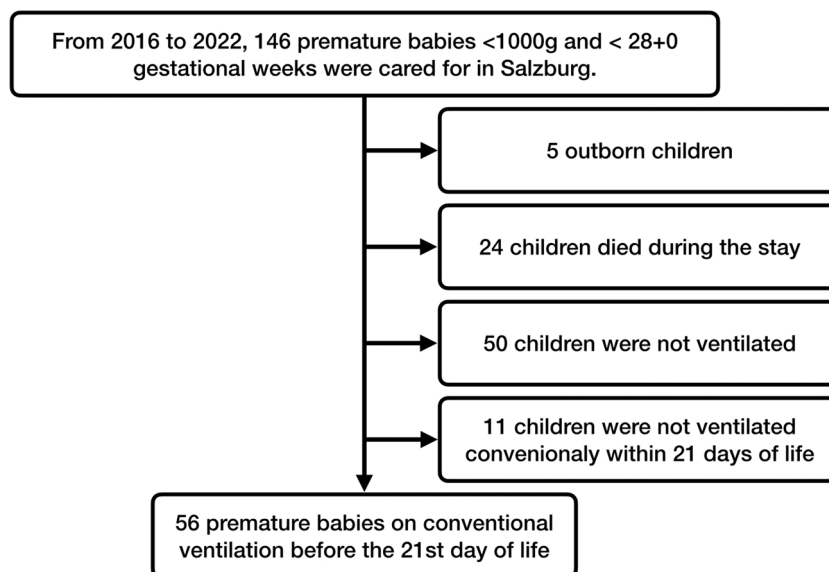 From 2016 to 2022, 146 premature babies <1000g and < 28+0
gestational weeks were cared for in Salzburg.
5 outborn children
24 children died during the stay
50 children were not ventilated
11 children were not ventilated
convenionaly within 21 days of life
56 premature babies on conventional
ventilation before the 21st day of life